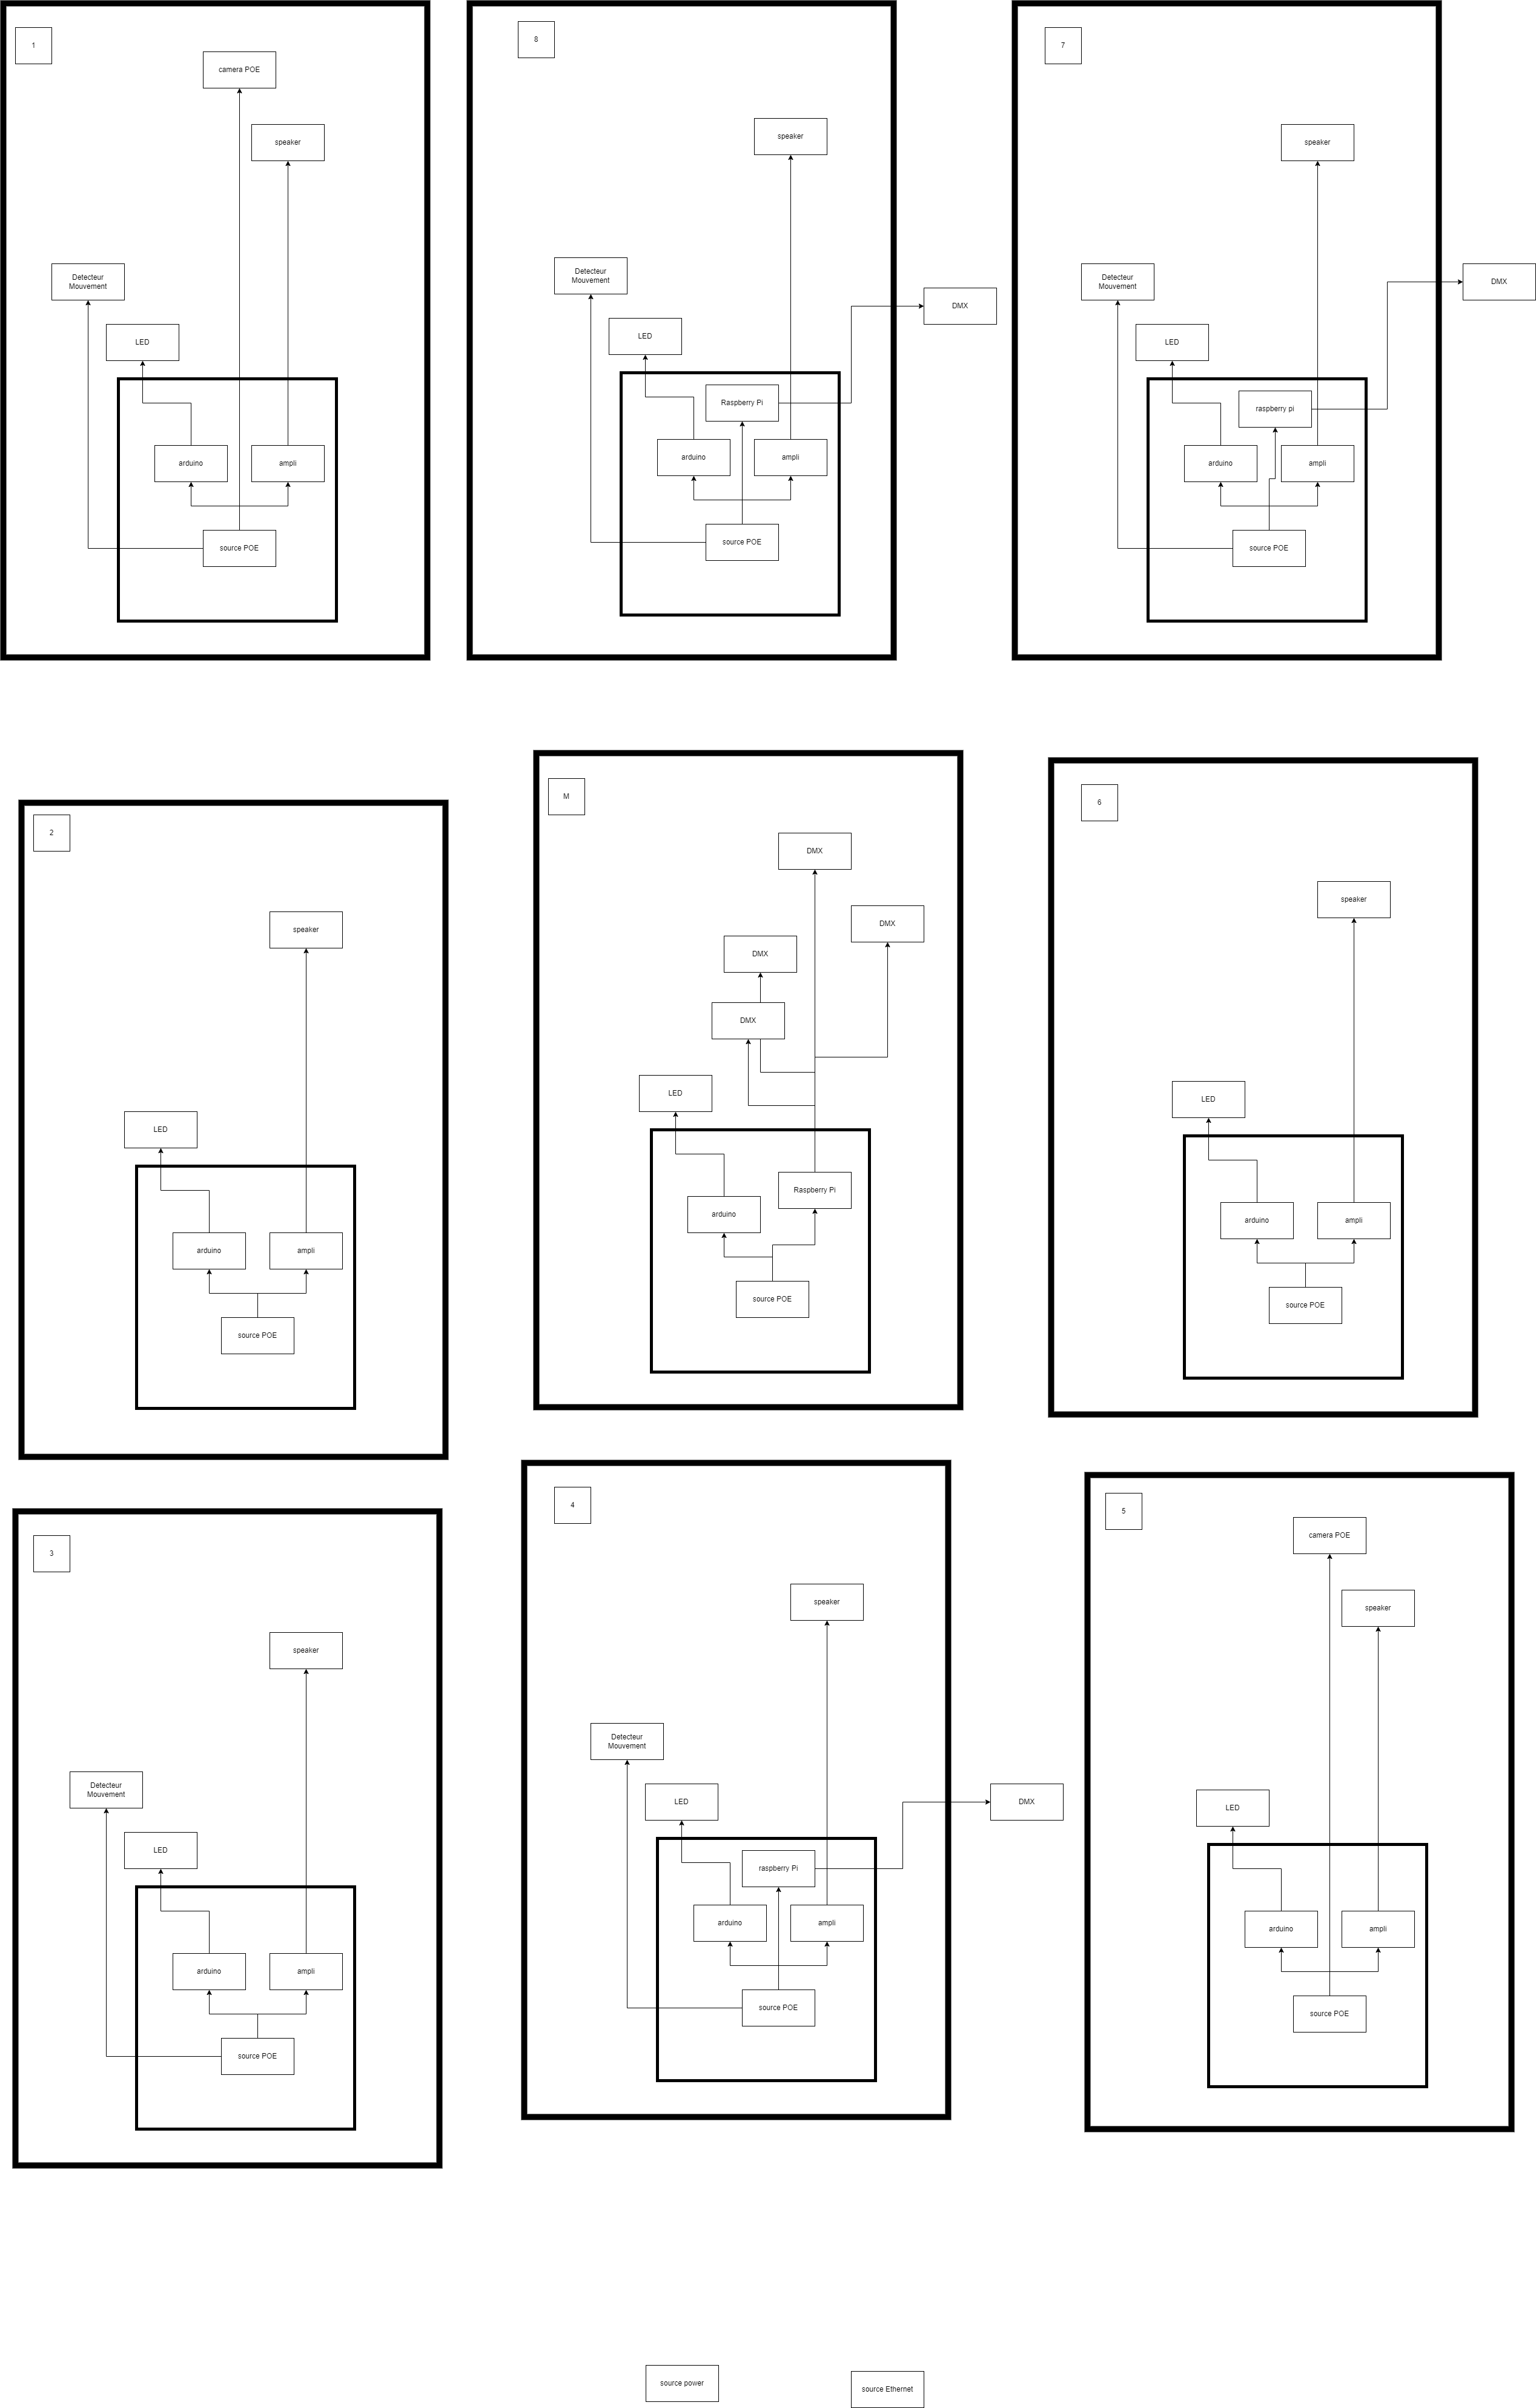 1
camera POE
speaker
Detecteur
Mouvement
LED
arduino
ampli
source POE
8
speaker
Detecteur
Mouvement
LED
DMX
Raspberry Pi
arduino
ampli
source POE
7
speaker
Detecteur
Mouvement
LED
DMX
raspberry pi
arduino
ampli
source POE
2
speaker
LED
arduino
ampli
source POE
M
DMX
DMX
DMX
DMX
LED
Raspberry Pi
arduino
source POE
6
speaker
LED
arduino
ampli
source POE
3
speaker
Detecteur
Mouvement
LED
arduino
ampli
source POE
4
speaker
Detecteur
Mouvement
LED
DMX
raspberry Pi
arduino
ampli
source POE
5
camera POE
speaker
LED
arduino
ampli
source POE
source power
source Ethernet